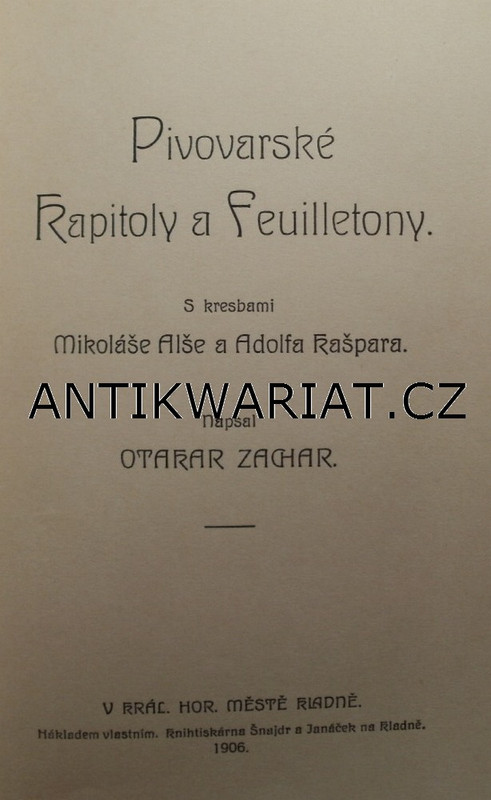 Pivovarské
Kapitoly a Feuilletony.
S kresbami
Mikoláše Alše a Adolfa Kašpara.
ANTIKWARIAT.CZ
Napsal
OTAKAR ZACHAR.
V KRÁL. HOR. MĚSTĚ KLADNĚ.
Nákladem vlastním. Knihtiskárna Šnajdr a Janáček na Kladně.
1906.